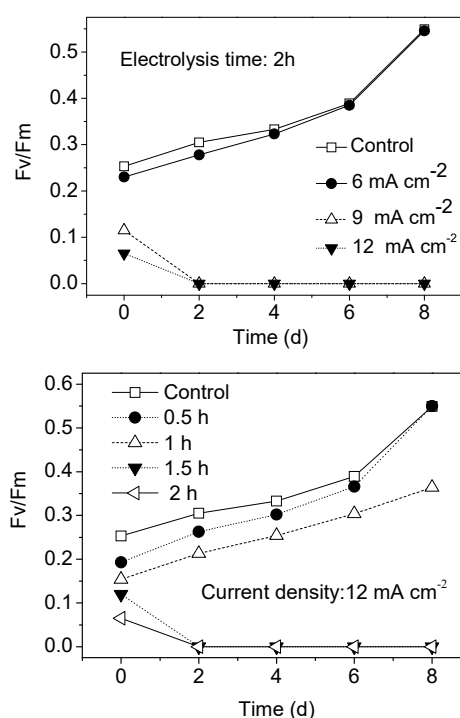 0.5
0.4
0.3
0.2
0.1
0.0
Fv/Fm
Electrolysis time: 2h
Control
6 mA cm⁻²
9 mA cm⁻²
12 mA cm⁻²
0 2 4 6 8
Time (d)
0.6
0.5
0.4
0.3
0.2
0.1
0.0
Fv/Fm
Control
0.5 h
1 h
1.5 h
2 h
Current density:12 mA cm⁻²
0 2 4 6 8
Time (d)